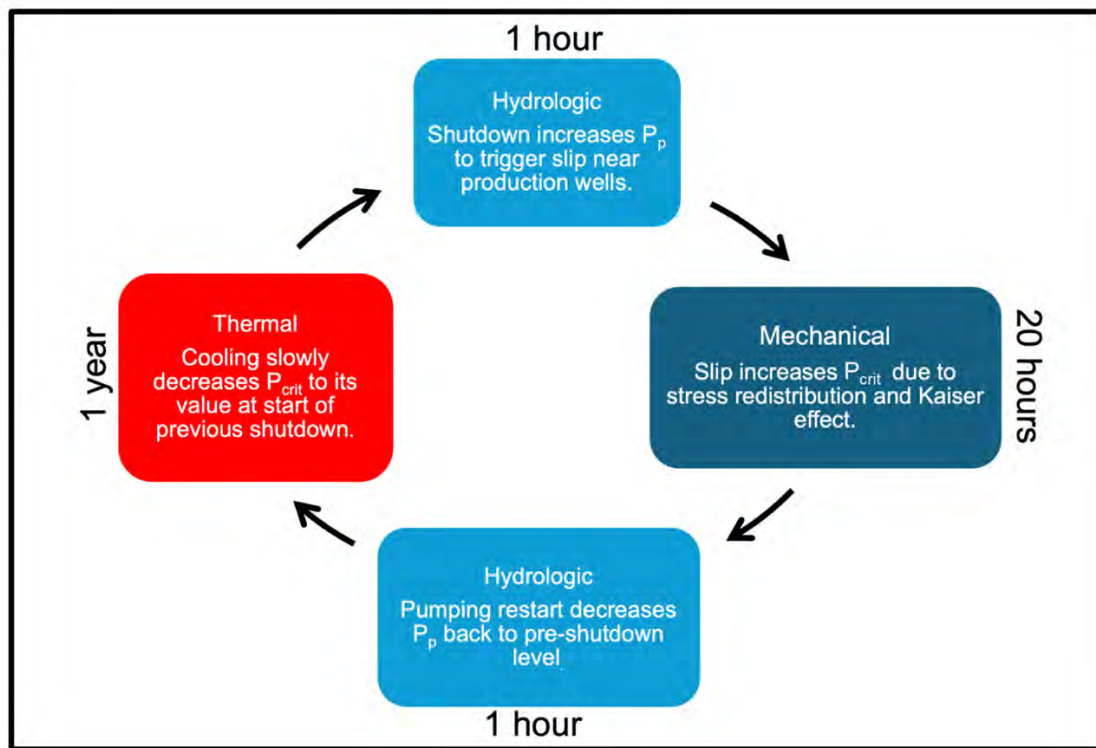 1 hour
Hydrologic
Shutdown increases Pp
to trigger slip near
production wells.
1 year
Thermal
Cooling slowly
decreases Pcrit to its
value at start of
previous shutdown.
Mechanical
Slip increases Pcrit due to
stress redistribution and Kaiser
effect.
20 hours
Hydrologic
Pumping restart decreases
Pp back to pre-shutdown
level
1 hour